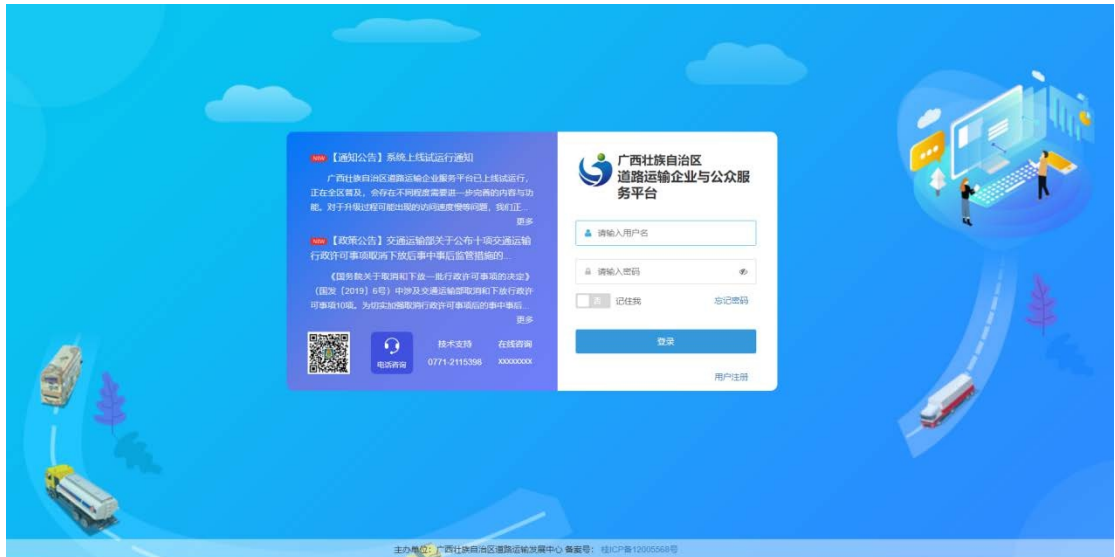 NEW 【通知公告】系统上线试运行通知
广西壮族自治区道路运输企业服务平台已上线试运行，
正在全区普及，会存在不同程度需要进一步完善的内容与功
能。对于升级过程可能出现的访问速度慢等问题，我们正...
更多
NEW 【政策公告】交通运输部关于公布十项交通运输
行政许可事项取消下放后事中事后监管措施的...
《国务院关于取消和下放一批行政许可事项的决定》
（国发〔2019〕6号）中涉及交通运输部取消和下放行政许
可事项10项。为切实加强取消行政许可事项后的事中事后...
更多
电话咨询
技术支持 在线咨询
0771-2115398 xxxxxxxx
广西壮族自治区
道路运输企业与公众服
务平台
请输入用户名
请输入密码
否 记住我 忘记密码
登录
用户注册
主办单位：广西壮族自治区道路运输发展中心 备案号：桂ICP备12005568号